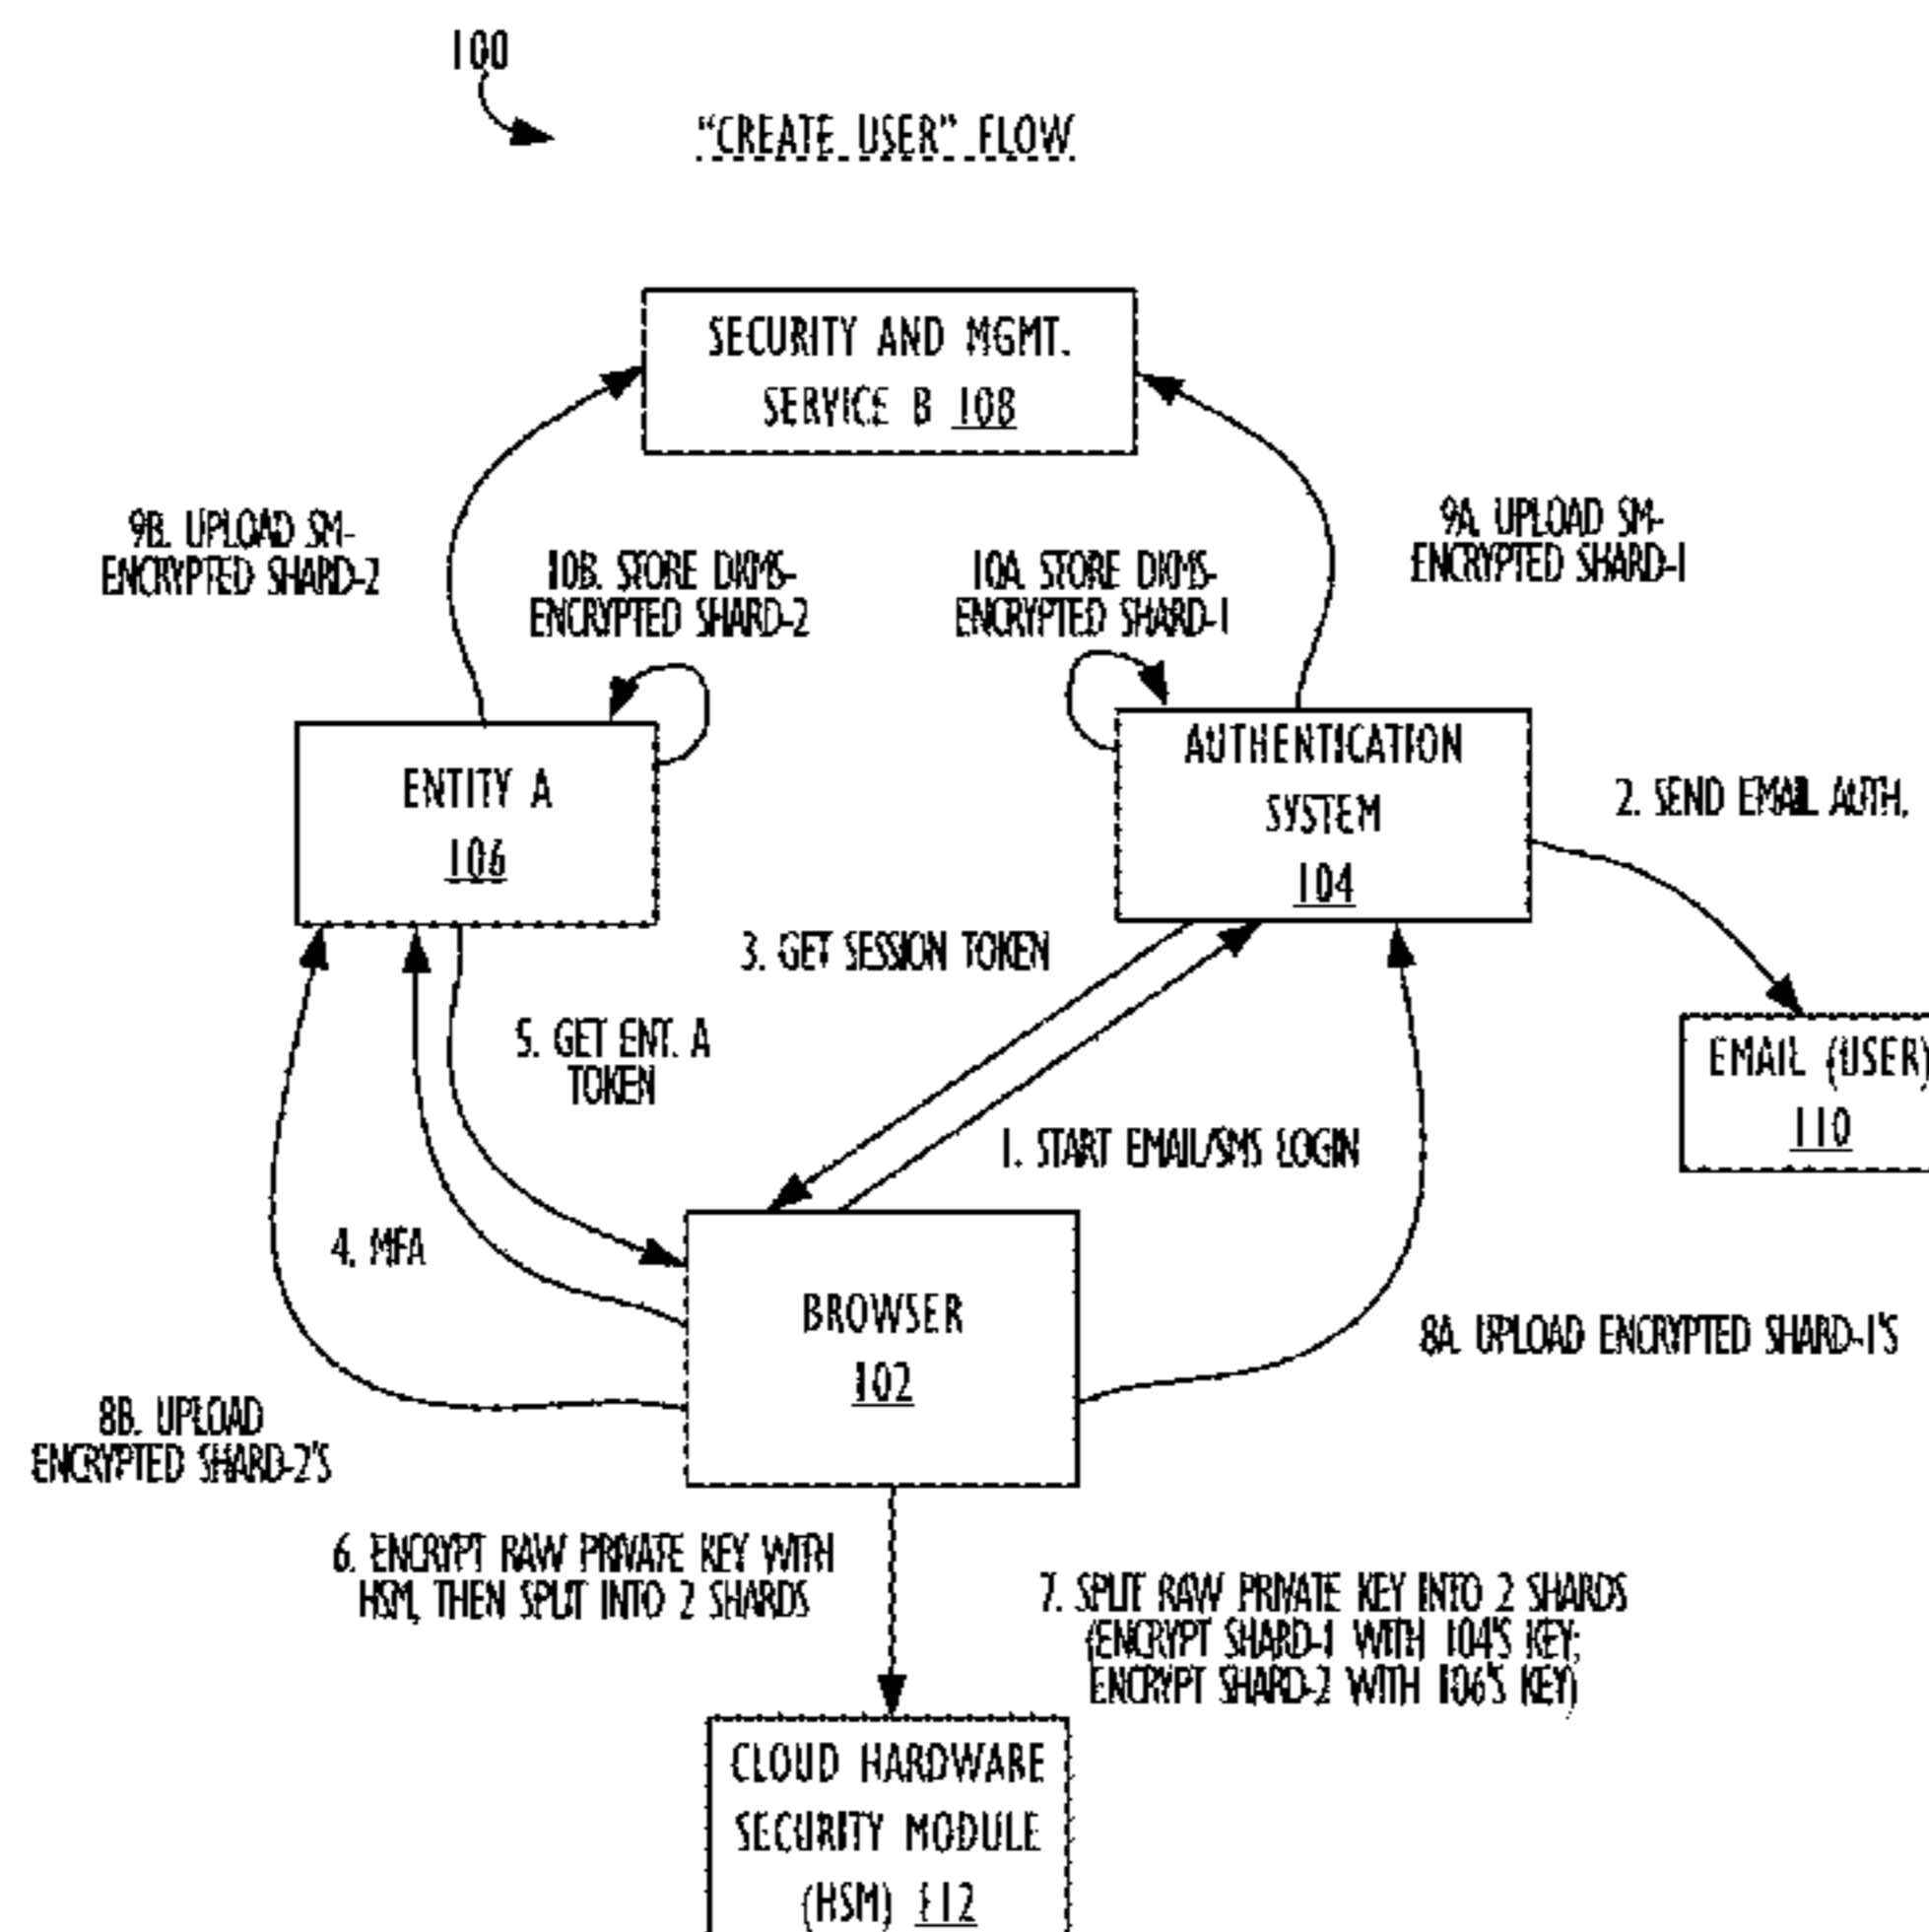 100
“CREATE USER” FLOW
SECURITY AND MGMT.
SERVICE B 108
9B. UPLOAD SM-
ENCRYPTED SHARD-2
10B. STORE DKMS-
ENCRYPTED SHARD-2
10A. STORE DKMS-
ENCRYPTED SHARD-1
9A. UPLOAD SM-
ENCRYPTED SHARD-1
ENTITY A
106
AUTHENTICATION
SYSTEM
104
2. SEND EMAIL AUTH.
3. GET SESSION TOKEN
5. GET ENT. A
TOKEN
EMAIL (USER)
110
1. START EMAIL/SMS LOGIN
4. MFA
BROWSER
102
8A. UPLOAD ENCRYPTED SHARD-1'S
8B. UPLOAD
ENCRYPTED SHARD-2'S
6. ENCRYPT RAW PRIVATE KEY WITH
HSM, THEN SPLIT INTO 2 SHARDS
7. SPLIT RAW PRIVATE KEY INTO 2 SHARDS
(ENCRYPT SHARD-1 WITH 104'S KEY;
ENCRYPT SHARD-2 WITH 106'S KEY)
CLOUD HARDWARE
SECURITY MODULE
(HSM) 112